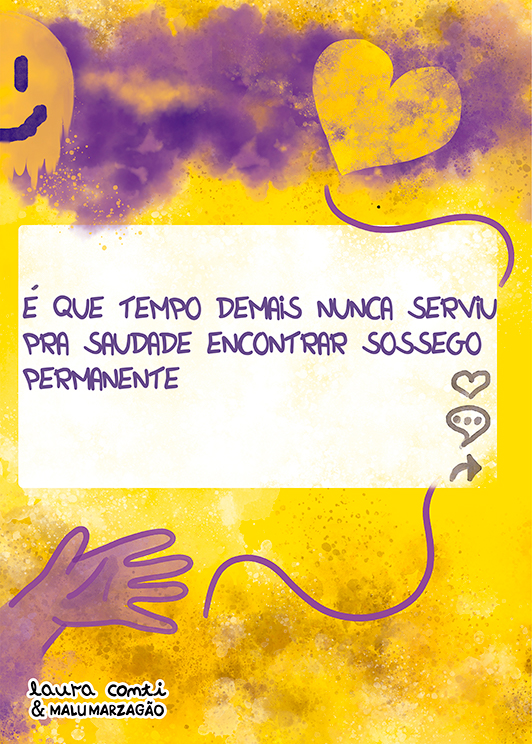 É QUE TEMPO DEMAIS NUNCA SERVIU
PRA SAUDADE ENCONTRAR SOSSEGO
PERMANENTE
laura conti
& MALU MARZAGÃO